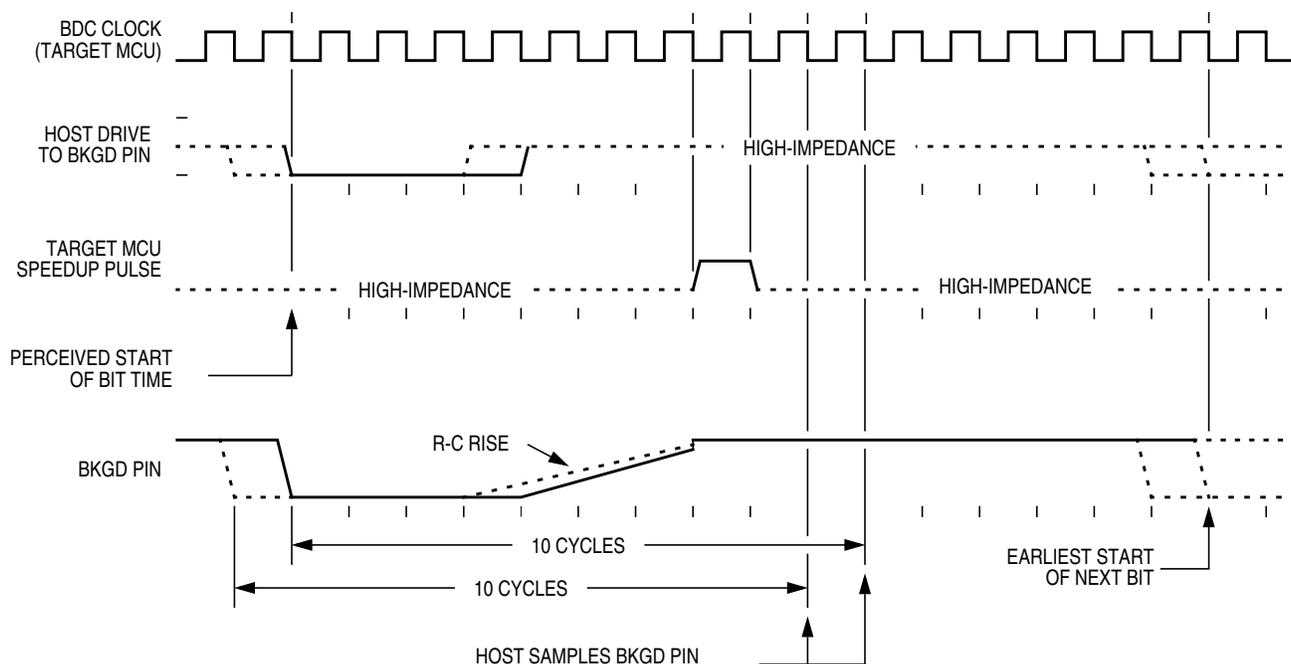 BDC CLOCK
(TARGET MCU)
HOST DRIVE
TO BKGD PIN
HIGH-IMPEDANCE
TARGET MCU
SPEEDUP PULSE
HIGH-IMPEDANCE
HIGH-IMPEDANCE
PERCEIVED START
OF BIT TIME
R-C RISE
BKGD PIN
10 CYCLES
EARLIEST START
OF NEXT BIT
10 CYCLES
HOST SAMPLES BKGD PIN